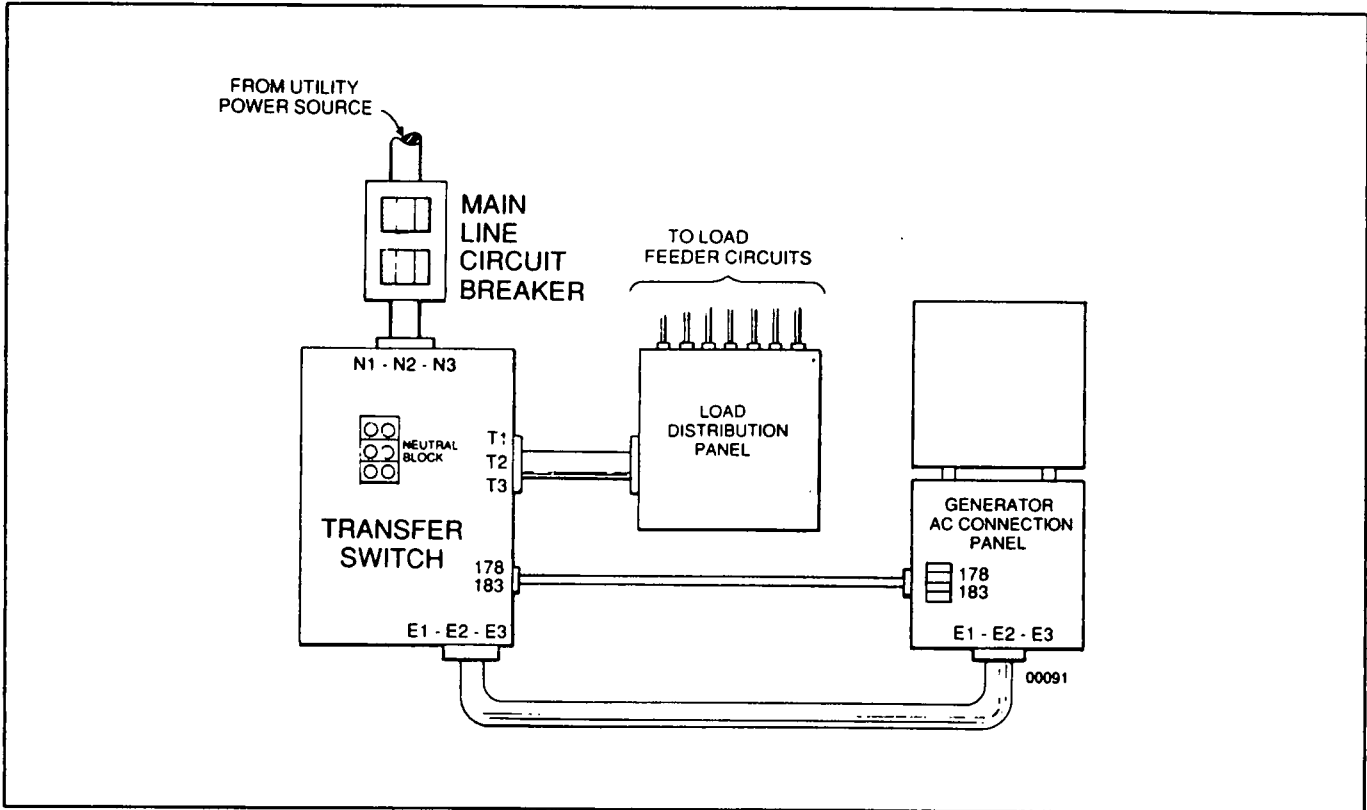 FROM UTILITY
POWER SOURCE
MAIN
LINE
CIRCUIT
BREAKER
TO LOAD
FEEDER CIRCUITS
N1 - N2 - N3
NEUTRAL
BLOCK
T1
T2
T3
LOAD
DISTRIBUTION
PANEL
TRANSFER
SWITCH
178
183
E1 - E2 - E3
GENERATOR
AC CONNECTION
PANEL
178
183
E1 - E2 - E3
00091